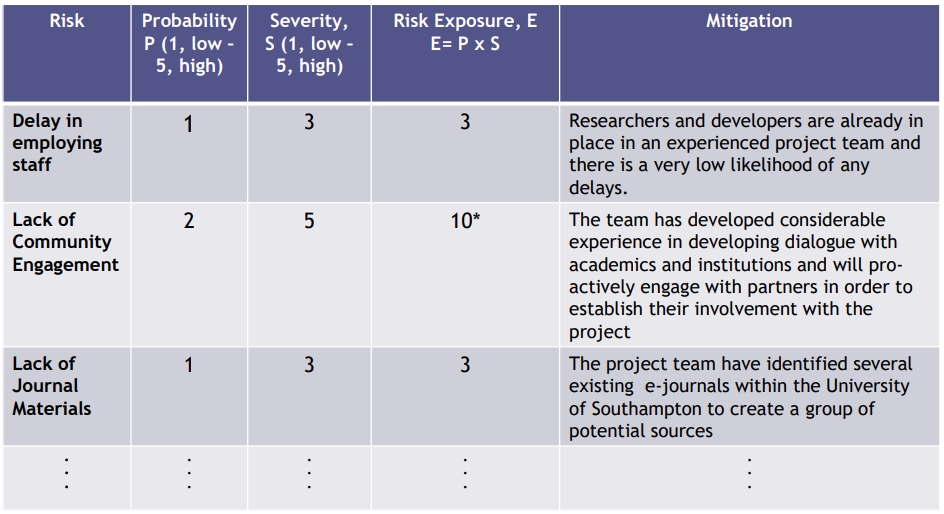 Risk
Probability
P (1, low –
5, high)
Severity,
S (1, low –
5, high)
Risk Exposure, E
E= P x S
Mitigation
Delay in
employing
staff
1
3
3
Researchers and developers are already in
place in an experienced project team and
there is a very low likelihood of any
delays.
Lack of
Community
Engagement
2
5
10*
The team has developed considerable
experience in developing dialogue with
academics and institutions and will pro-
actively engage with partners in order to
establish their involvement with the
project
Lack of
Journal
Materials
1
3
3
The project team have identified several
existing e-journals within the University
of Southampton to create a group of
potential sources